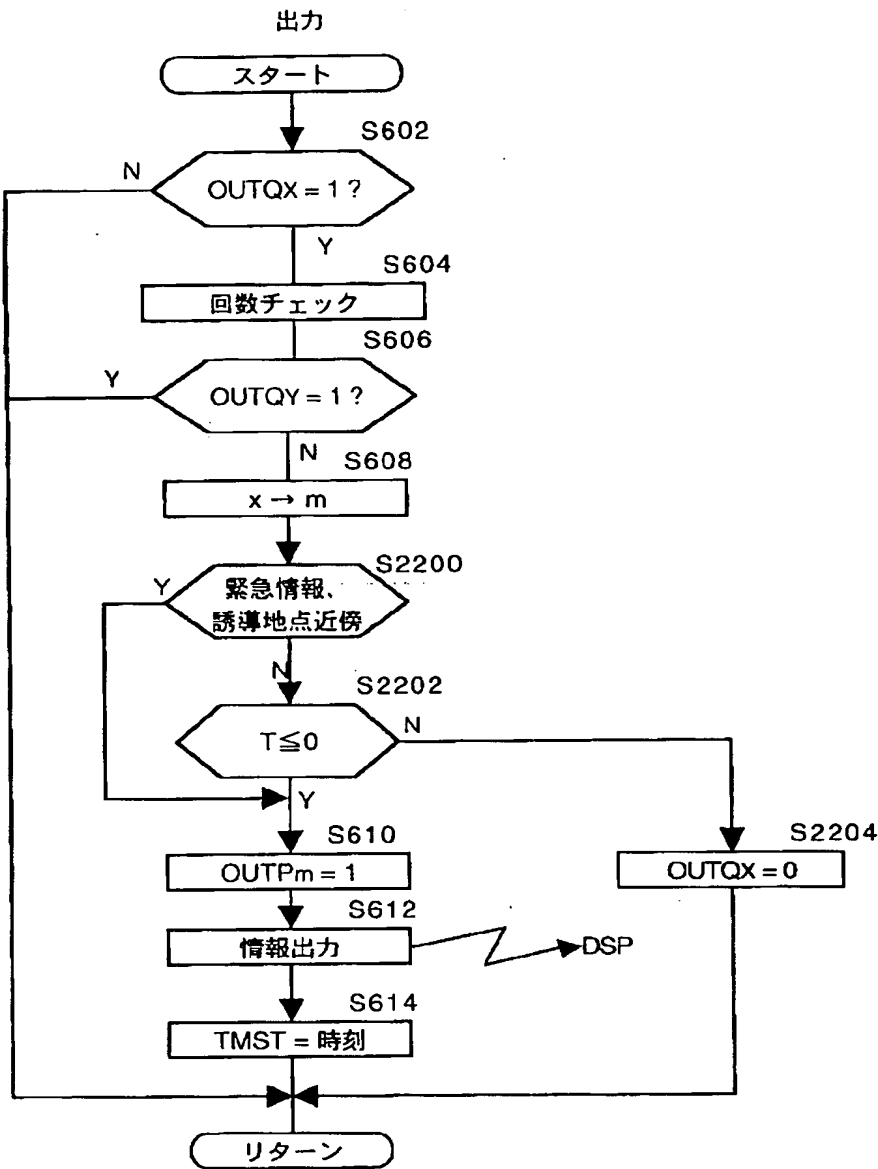 出力
スタート
S602
N
OUTQX = 1 ?
Y
S604
回数チェック
S606
Y
OUTQY = 1 ?
N
S608
x → m
S2200
Y
緊急情報、
誘導地点近傍
N
S2202
T≦0
N
Y
S610
OUTPm = 1
S2204
OUTQX = 0
S612
情報出力
DSP
S614
TMST = 時刻
リターン